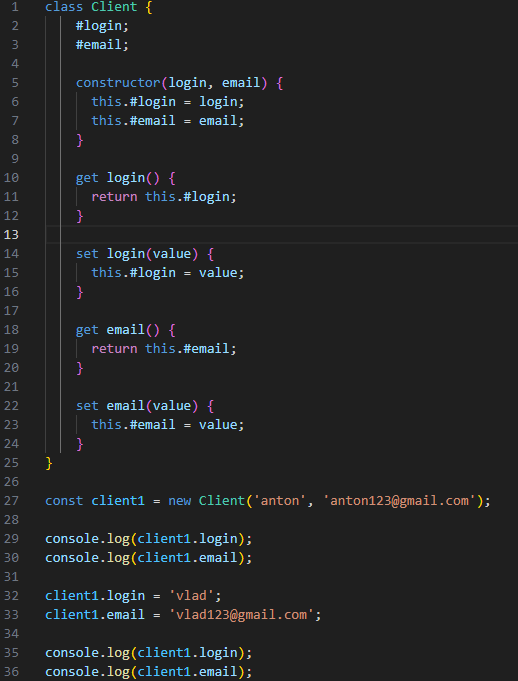 1 class Client {
2 #login;
3 #email;
4
5 constructor(login, email) {
6 this.#login = login;
7 this.#email = email;
8 }
9
10 get login() {
11 return this.#login;
12 }
13
14 set login(value) {
15 this.#login = value;
16 }
17
18 get email() {
19 return this.#email;
20 }
21
22 set email(value) {
23 this.#email = value;
24 }
25 }
26
27 const client1 = new Client('anton', 'anton123@gmail.com');
28
29 console.log(client1.login);
30 console.log(client1.email);
31
32 client1.login = 'vlad';
33 client1.email = 'vlad123@gmail.com';
34
35 console.log(client1.login);
36 console.log(client1.email);